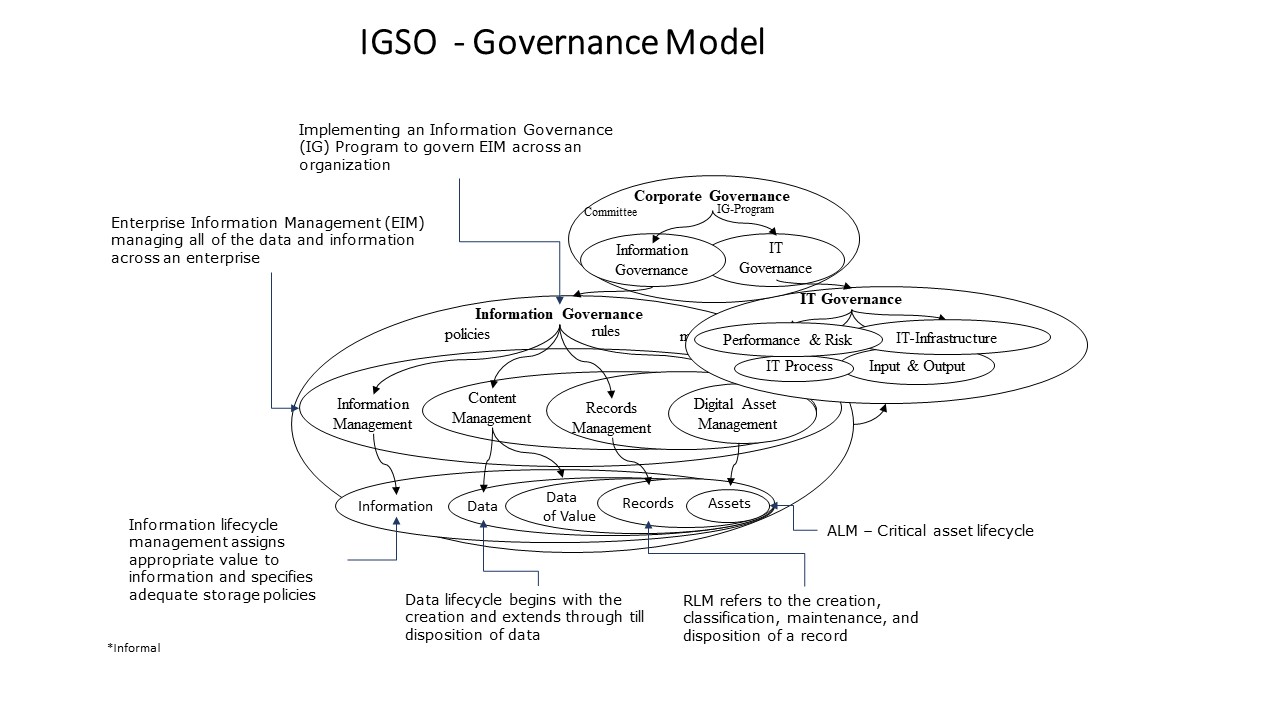 IGSO - Governance Model
Implementing an Information Governance
(IG) Program to govern EIM across an
organization
Enterprise Information Management (EIM)
managing all of the data and information
across an enterprise
Corporate Governance
Committee
IG-Program
Information
Governance
IT
Governance
Information Governance
policies
rules
IT Governance
Performance & Risk
IT-Infrastructure
IT Process
Input & Output
Information
Management
Content
Management
Records
Management
Digital Asset
Management
Information
Data
Data
of Value
Records
Assets
Information lifecycle
management assigns
appropriate value to
information and specifies
adequate storage policies
Data lifecycle begins with the
creation and extends through till
disposition of data
RLM refers to the creation,
classification, maintenance, and
disposition of a record
ALM – Critical asset lifecycle
*Informal